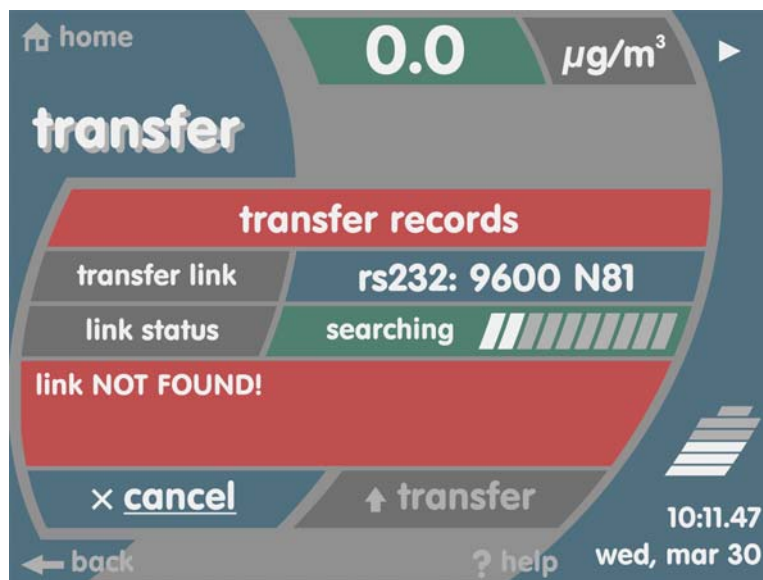 home
0.0 µg/m³
transfer
transfer records
transfer link rs232: 9600 N81
link status searching
link NOT FOUND!
× cancel transfer
10:11.47
back ? help wed, mar 30